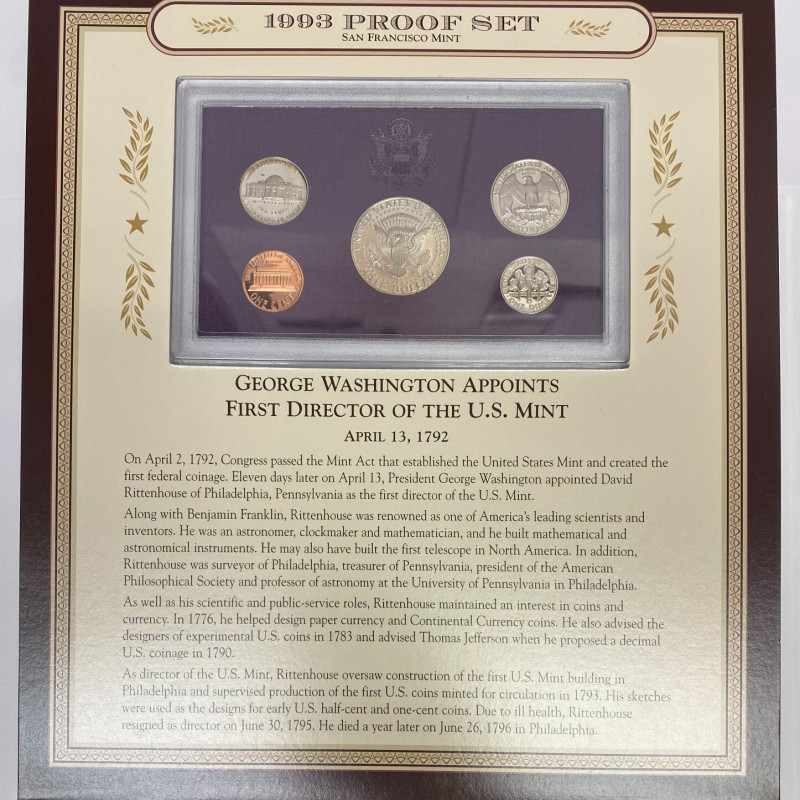 1993 PROOF SET
SAN FRANCISCO MINT
UNITED STATES OF AMERICA
HALF DOLLAR
ONE CENT
ONE DIME
GEORGE WASHINGTON APPOINTS
FIRST DIRECTOR OF THE U.S. MINT
APRIL 13, 1792
On April 2, 1792, Congress passed the Mint Act that established the United States Mint and created the
first federal coinage. Eleven days later on April 13, President George Washington appointed David
Rittenhouse of Philadelphia, Pennsylvania as the first director of the U.S. Mint.
Along with Benjamin Franklin, Rittenhouse was renowned as one of America's leading scientists and
inventors. He was an astronomer, clockmaker and mathematician, and he built mathematical and
astronomical instruments. He may also have built the first telescope in North America. In addition,
Rittenhouse was surveyor of Philadelphia, treasurer of Pennsylvania, president of the American
Philosophical Society and professor of astronomy at the University of Pennsylvania in Philadelphia.
As well as his scientific and public-service roles, Rittenhouse maintained an interest in coins and
currency. In 1776, he helped design paper currency and Continental Currency coins. He also advised the
designers of experimental U.S. coins in 1783 and advised Thomas Jefferson when he proposed a decimal
U.S. coinage in 1790.
As director of the U.S. Mint, Rittenhouse oversaw construction of the first U.S. Mint building in
Philadelphia and supervised production of the first U.S. coins minted for circulation in 1793. His sketches
were used as the designs for early U.S. half-cent and one-cent coins. Due to ill health, Rittenhouse
resigned as director on June 30, 1795. He died a year later on June 26, 1796 in Philadelphia.